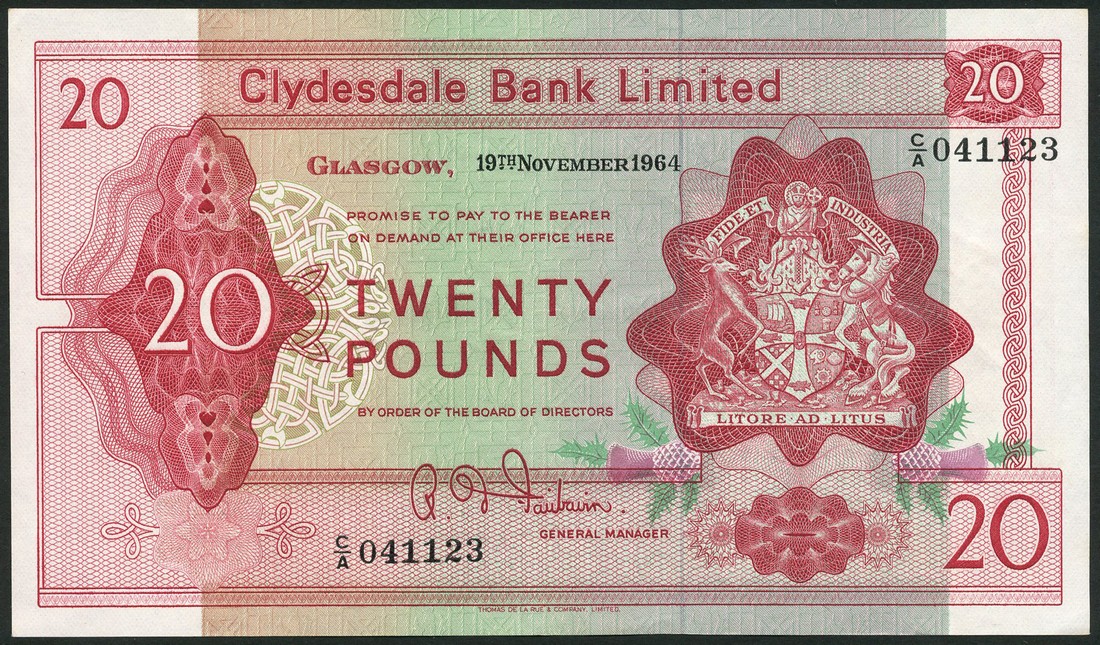 20
Clydesdale Bank Limited
20
C/A 041123
GLASGOW, 19TH NOVEMBER 1964
PROMISE TO PAY TO THE BEARER
ON DEMAND AT THEIR OFFICE HERE
20
TWENTY
POUNDS
FIDE·ET INDUSTRIA
LITORE·AD·LITUS
BY ORDER OF THE BOARD OF DIRECTORS
R. D. Fairbairn.
GENERAL MANAGER
C/A 041123
20
THOMAS DE LA RUE & COMPANY, LIMITED.